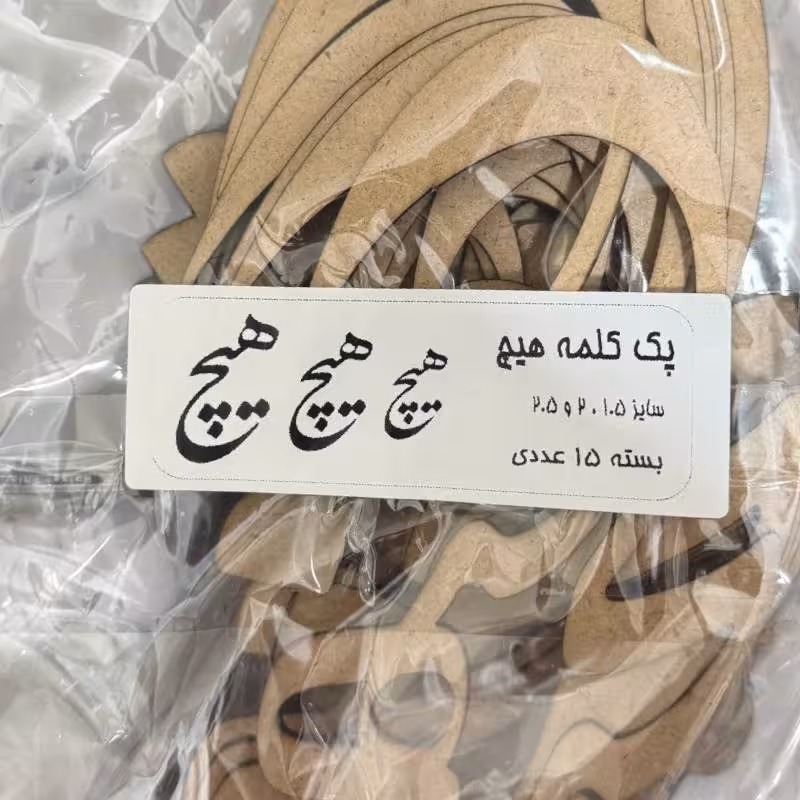 پک کلمه هیچ
سایز ۱.۵ ، ۲ و ۲.۵
بسته ۱۵ عددی
هیچ هیچ هیچ